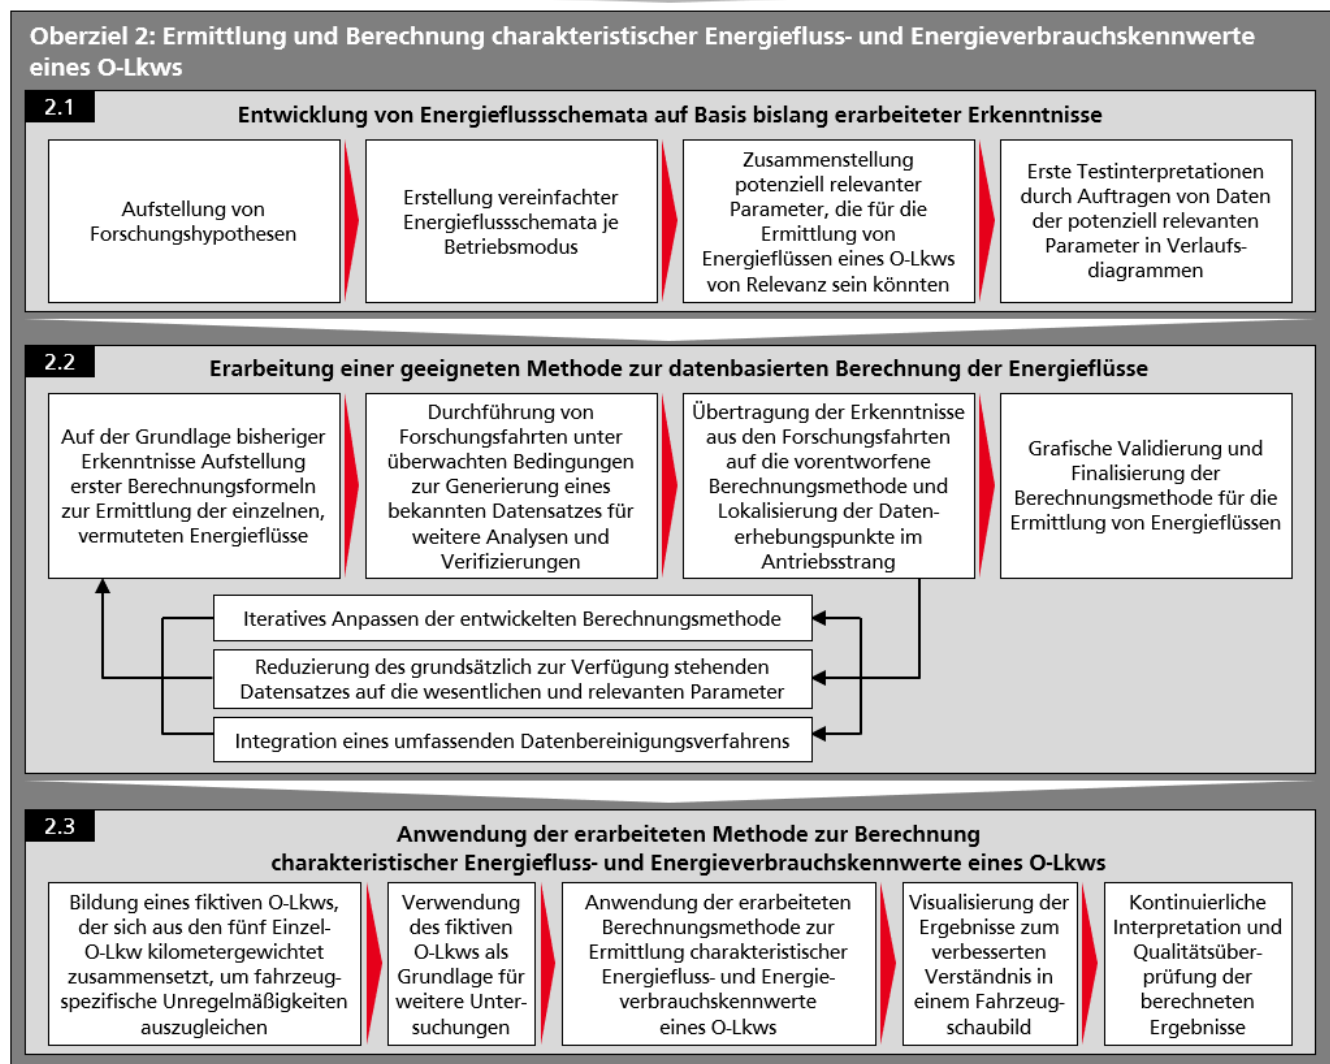 Oberziel 2: Ermittlung und Berechnung charakteristischer Energiefluss- und Energieverbrauchskennwerte
eines O-Lkws
2.1
Entwicklung von Energieflussschemata auf Basis bislang erarbeiteter Erkenntnisse
Aufstellung von
Forschungshypothesen
Erstellung vereinfachter
Energieflussschemata je
Betriebsmodus
Zusammenstellung
potenziell relevanter
Parameter, die für die
Ermittlung von
Energieflüssen eines O-Lkws
von Relevanz sein könnten
Erste Testinterpretationen
durch Auftragen von Daten
der potenziell relevanten
Parameter in Verlaufs-
diagrammen
2.2
Erarbeitung einer geeigneten Methode zur datenbasierten Berechnung der Energieflüsse
Auf der Grundlage bisheriger
Erkenntnisse Aufstellung
erster Berechnungsformeln
zur Ermittlung der einzelnen,
vermuteten Energieflüsse
Durchführung von
Forschungsfahrten unter
überwachten Bedingungen
zur Generierung eines
bekannten Datensatzes für
weitere Analysen und
Verifizierungen
Übertragung der Erkenntnisse
aus den Forschungsfahrten
auf die vorentworfene
Berechnungsmethode und
Lokalisierung der Daten-
erhebungspunkte im
Antriebsstrang
Grafische Validierung und
Finalisierung der
Berechnungsmethode für die
Ermittlung von Energieflüssen
Iteratives Anpassen der entwickelten Berechnungsmethode
Reduzierung des grundsätzlich zur Verfügung stehenden
Datensatzes auf die wesentlichen und relevanten Parameter
Integration eines umfassenden Datenbereinigungsverfahrens
2.3
Anwendung der erarbeiteten Methode zur Berechnung
charakteristischer Energiefluss- und Energieverbrauchskennwerte eines O-Lkws
Bildung eines fiktiven O-Lkws,
der sich aus den fünf Einzel-
O-Lkw kilometergewichtet
zusammensetzt, um fahrzeug-
spezifische Unregelmäßigkeiten
auszugleichen
Verwendung
des fiktiven
O-Lkws als
Grundlage für
weitere Unter-
suchungen
Anwendung der erarbeiteten
Berechnungsmethode zur
Ermittlung charakteristischer
Energiefluss- und Energie-
verbrauchskennwerte
eines O-Lkws
Visualisierung der
Ergebnisse zum
verbesserten
Verständnis in
einem Fahrzeug-
schaubild
Kontinuierliche
Interpretation und
Qualitätsüber-
prüfung der
berechneten
Ergebnisse